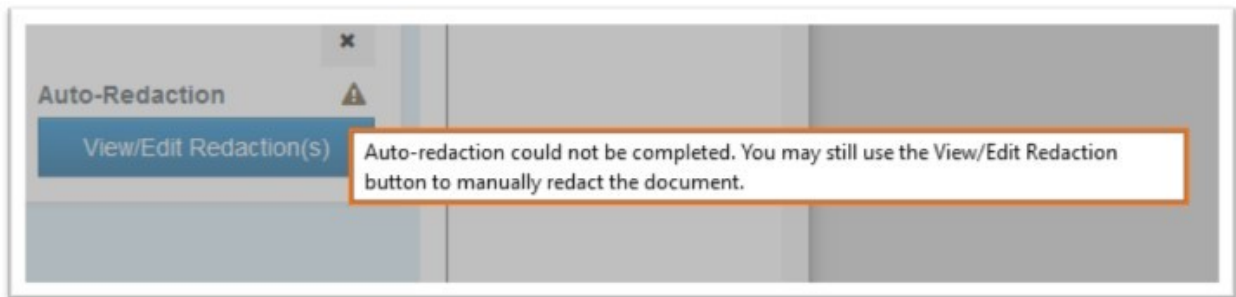 Auto-Redaction
View/Edit Redaction(s)
Auto-redaction could not be completed. You may still use the View/Edit Redaction
button to manually redact the document.